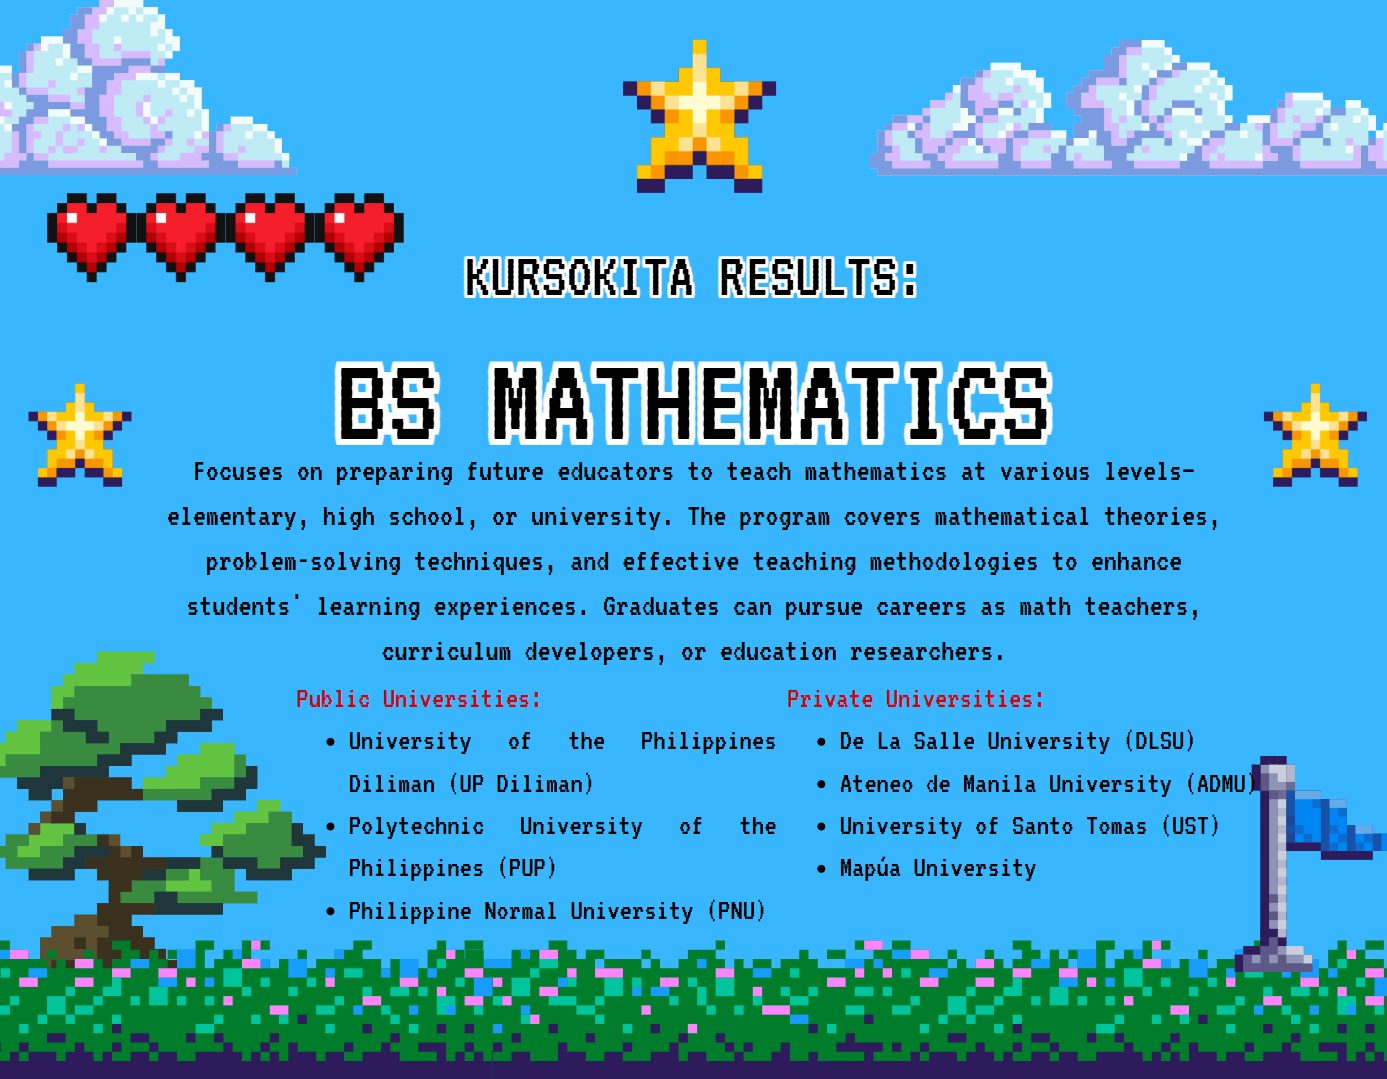 KURSOKITA RESULTS:
BS MATHEMATICS
Focuses on preparing future educators to teach mathematics at various levels-
elementary, high school, or university. The program covers mathematical theories,
problem-solving techniques, and effective teaching methodologies to enhance
students' learning experiences. Graduates can pursue careers as math teachers,
curriculum developers, or education researchers.
Public Universities:
• University of the Philippines
Diliman (UP Diliman)
• Polytechnic University of the
Philippines (PUP)
• Philippine Normal University (PNU)
Private Universities:
• De La Salle University (DLSU)
• Ateneo de Manila University (ADMU)
• University of Santo Tomas (UST)
• Mapúa University